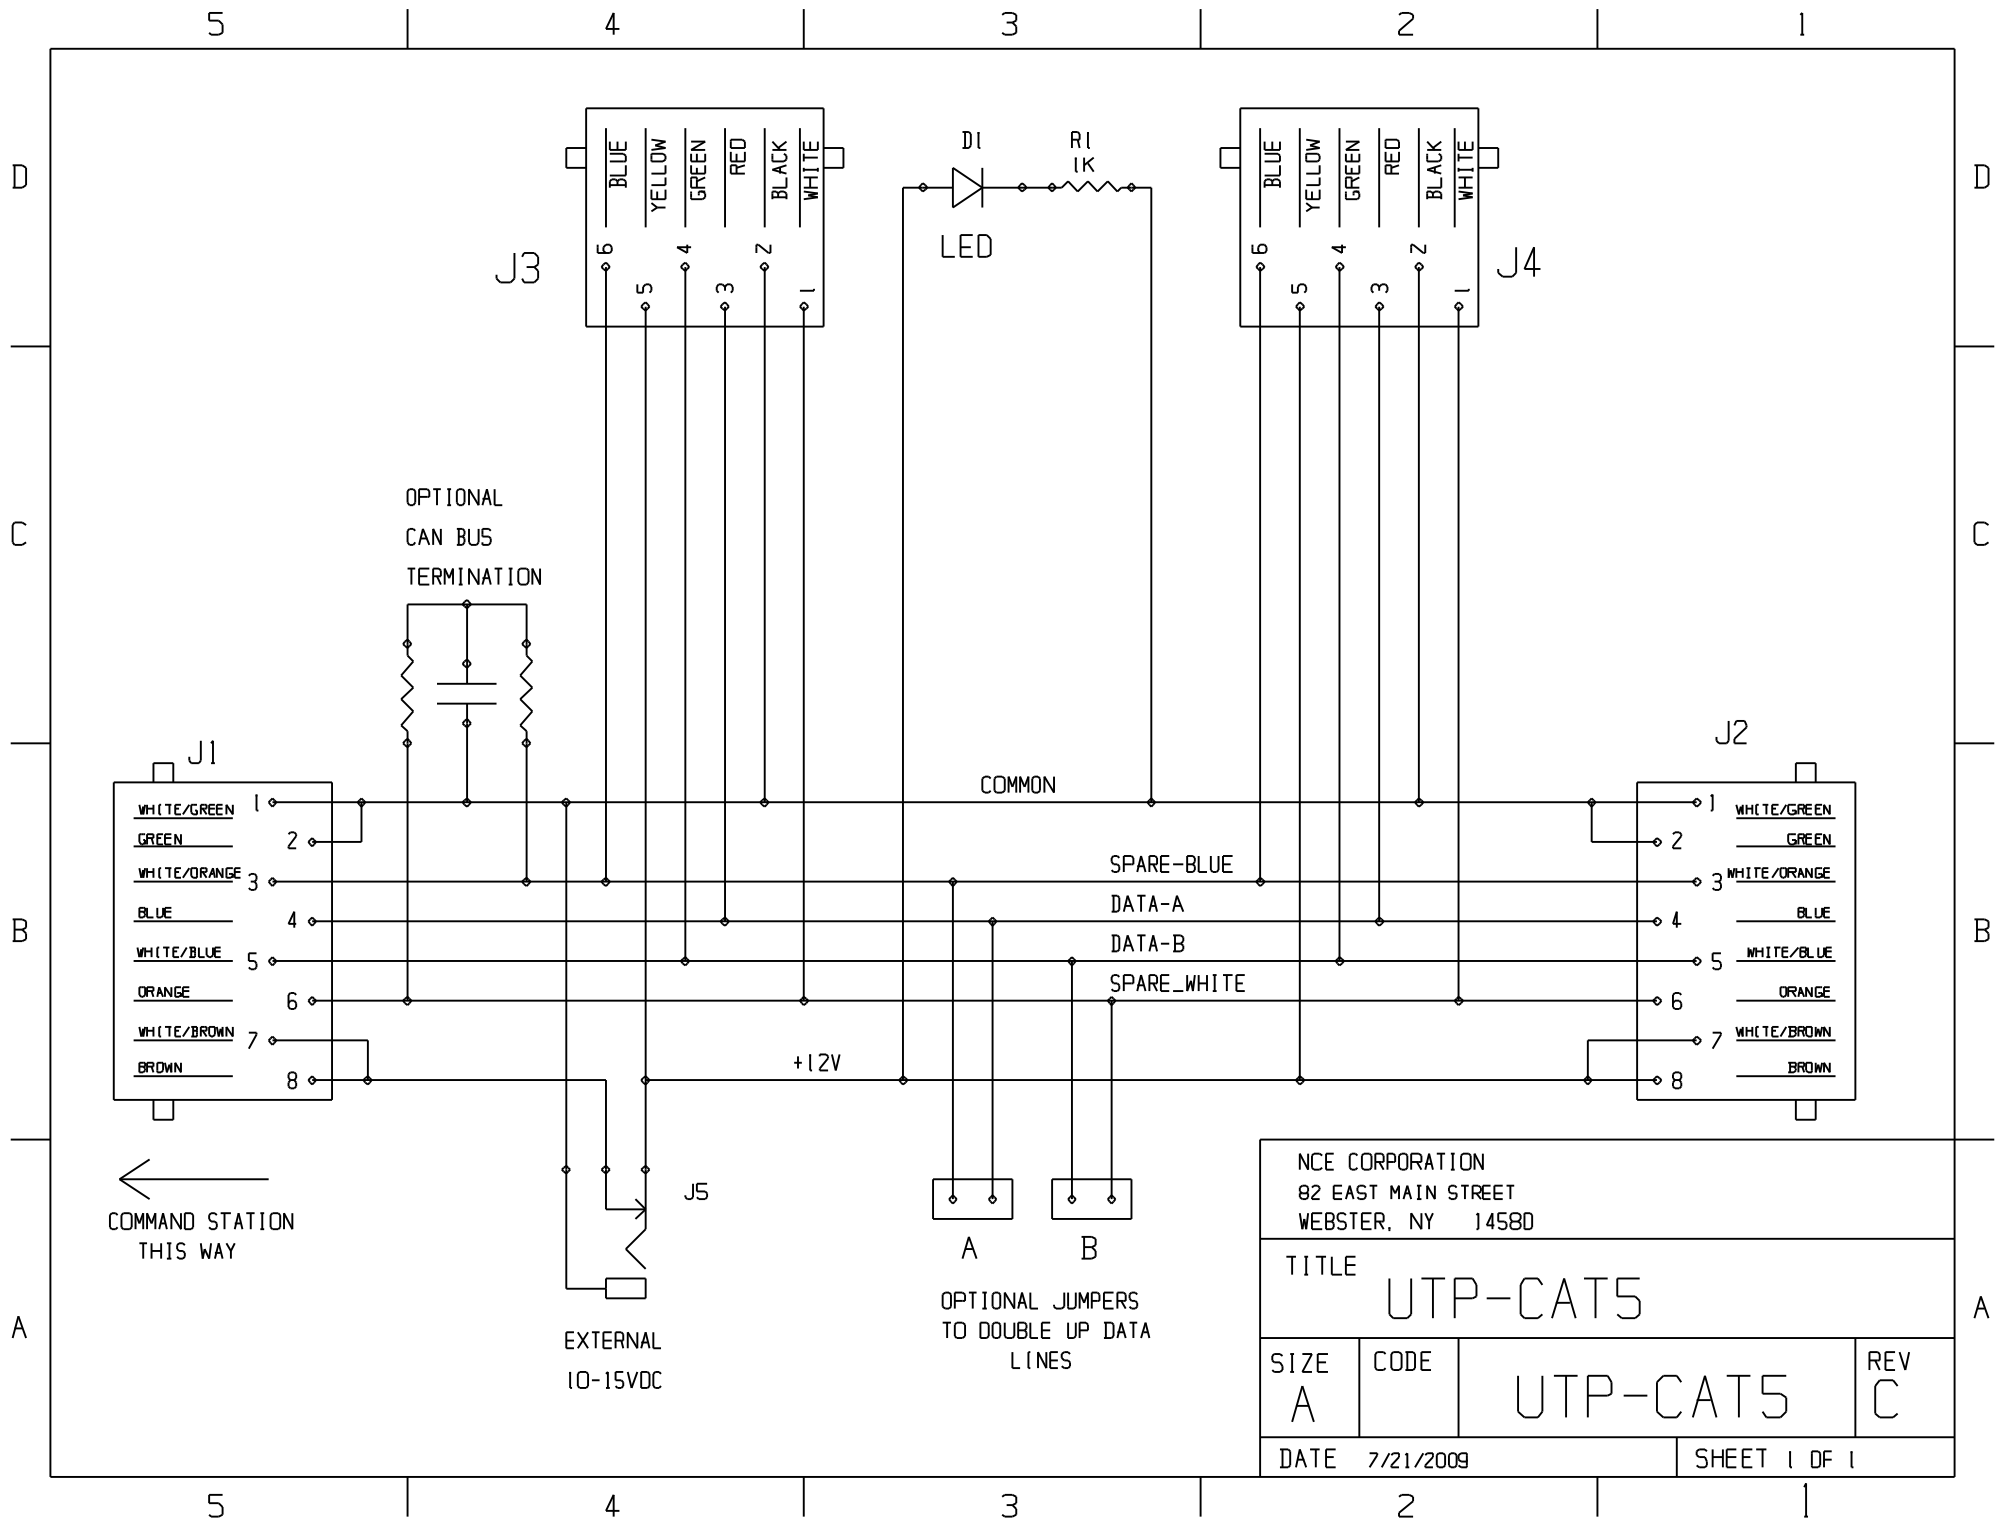 5 4 3 2 1
D D
C C
B B
A A
J3
BLUE
YELLOW
GREEN
RED
BLACK
WHITE
6 4 2
5 3 1
D1
R1
1K
LED
J4
BLUE
YELLOW
GREEN
RED
BLACK
WHITE
6 4 2
5 3 1
OPTIONAL
CAN BUS
TERMINATION
J1
WHITE/GREEN 1
GREEN 2
WHITE/ORANGE 3
BLUE 4
WHITE/BLUE 5
ORANGE 6
WHITE/BROWN 7
BROWN 8
COMMON
SPARE-BLUE
DATA-A
DATA-B
SPARE_WHITE
+12V
J2
1 WHITE/GREEN
2 GREEN
3 WHITE/ORANGE
4 BLUE
5 WHITE/BLUE
6 ORANGE
7 WHITE/BROWN
8 BROWN
COMMAND STATION
THIS WAY
J5
EXTERNAL
10-15VDC
A B
OPTIONAL JUMPERS
TO DOUBLE UP DATA
LINES
NCE CORPORATION
82 EAST MAIN STREET
WEBSTER, NY 14580
TITLE
UTP-CAT5
SIZE
A
CODE
UTP-CAT5
REV
C
DATE 7/21/2009
SHEET 1 OF 1
5 4 3 2 1